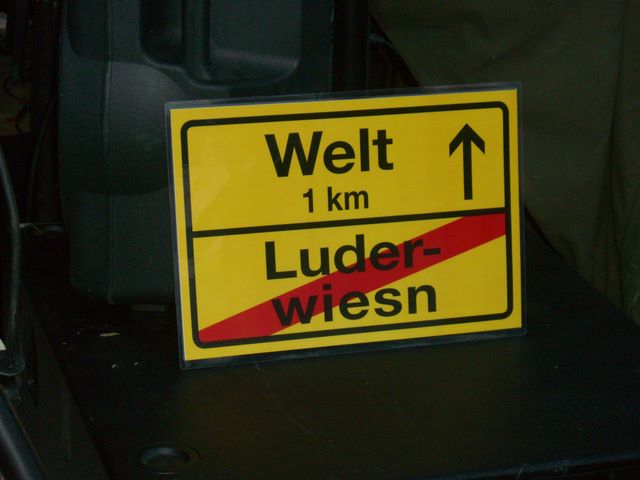 Welt
1 km
Luder-
wiesn